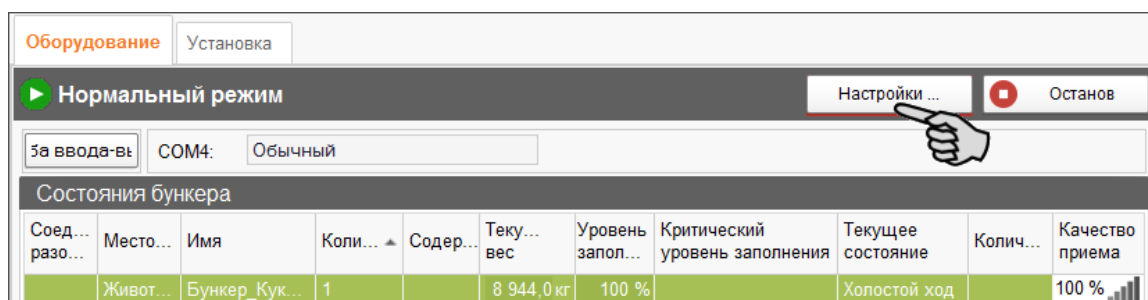 Оборудование Установка
Нормальный режим Настройки ... Останов
ба ввода-вы COM4: Обычный
Состояния бункера
Соед... Место... Имя Коли... Содер... Теку... Уровень Критический Текущее Колич... Качество
разо... вес запол... уровень заполнения состояние приема
Живот... Бункер_Кук... 1 8 944,0 кг 100 % Холостой ход 100 %